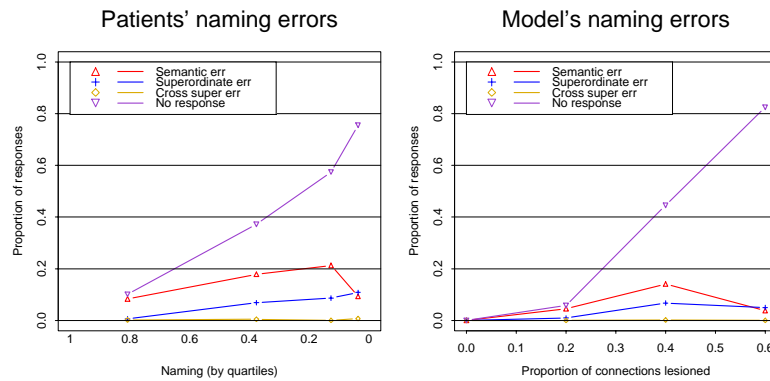 Patients' naming errors
Semantic err
Superordinate err
Cross super err
No response
Proportion of responses
0.0 0.2 0.4 0.6 0.8 1.0
1 0.8 0.6 0.4 0.2 0
Naming (by quartiles)
Model's naming errors
Semantic err
Superordinate err
Cross super err
No response
Proportion of responses
0.0 0.2 0.4 0.6 0.8 1.0
0.0 0.1 0.2 0.3 0.4 0.5 0.6
Proportion of connections lesioned